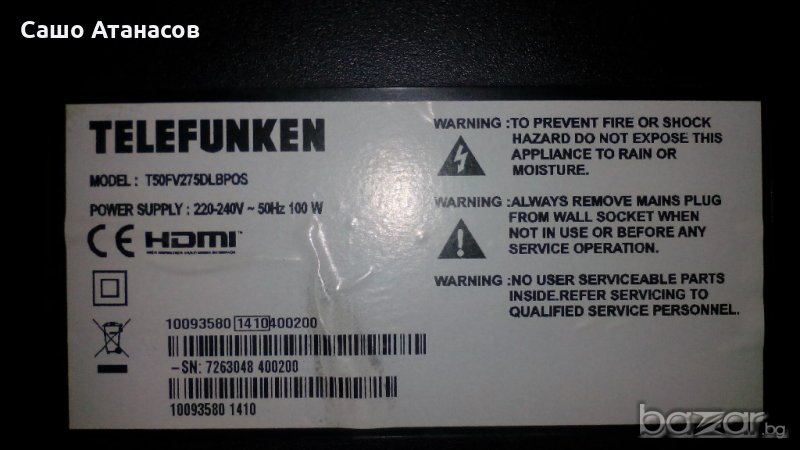 Сашо Атанасов
TELEFUNKEN
MODEL : T50FV275DLBPOS
POWER SUPPLY : 220-240V ~ 50Hz 100 W
CE HDMI™
10093580 1410 400200
-SN: 7263048 400200
10093580 1410
WARNING :TO PREVENT FIRE OR SHOCK
HAZARD DO NOT EXPOSE THIS
APPLIANCE TO RAIN OR
MOISTURE.
WARNING :ALWAYS REMOVE MAINS PLUG
FROM WALL SOCKET WHEN
NOT IN USE OR BEFORE ANY
SERVICE OPERATION.
WARNING :NO USER SERVICEABLE PARTS
INSIDE.REFER SERVICING TO
QUALIFIED SERVICE PERSONNEL.
bazar.bg